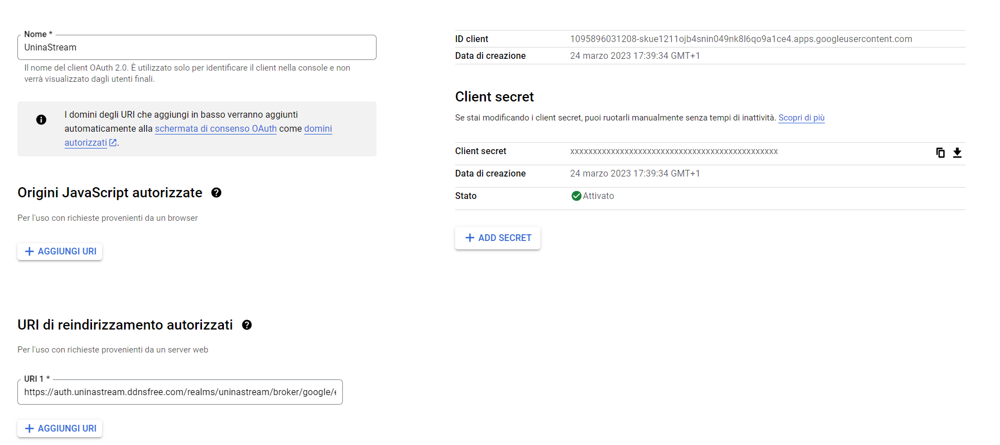 Nome *
UninaStream
Il nome del client OAuth 2.0. È utilizzato solo per identificare il client nella console e non
verrà visualizzato dagli utenti finali.
I domini degli URI che aggiungi in basso verranno aggiunti
automaticamente alla schermata di consenso OAuth come domini
autorizzati.
Origini JavaScript autorizzate
Per l'uso con richieste provenienti da un browser
AGGIUNGI URI
URI di reindirizzamento autorizzati
Per l'uso con richieste provenienti da un server web
URI 1 *
https://auth.uninastream.ddnsfree.com/realms/uninastream/broker/google/
AGGIUNGI URI
ID client 1095896031208-skue1211ojb4snin049nk8l6qo9a1ce4.apps.googleusercontent.com
Data di creazione 24 marzo 2023 17:39:34 GMT+1
Client secret
Se stai modificando i client secret, puoi ruotarli manualmente senza tempi di inattività. Scopri di più
Client secret xxxxxxxxxxxxxxxxxxxxxxxxxxxxxxxxxxxxxxxxxxxxxx
Data di creazione 24 marzo 2023 17:39:34 GMT+1
Stato Attivato
ADD SECRET